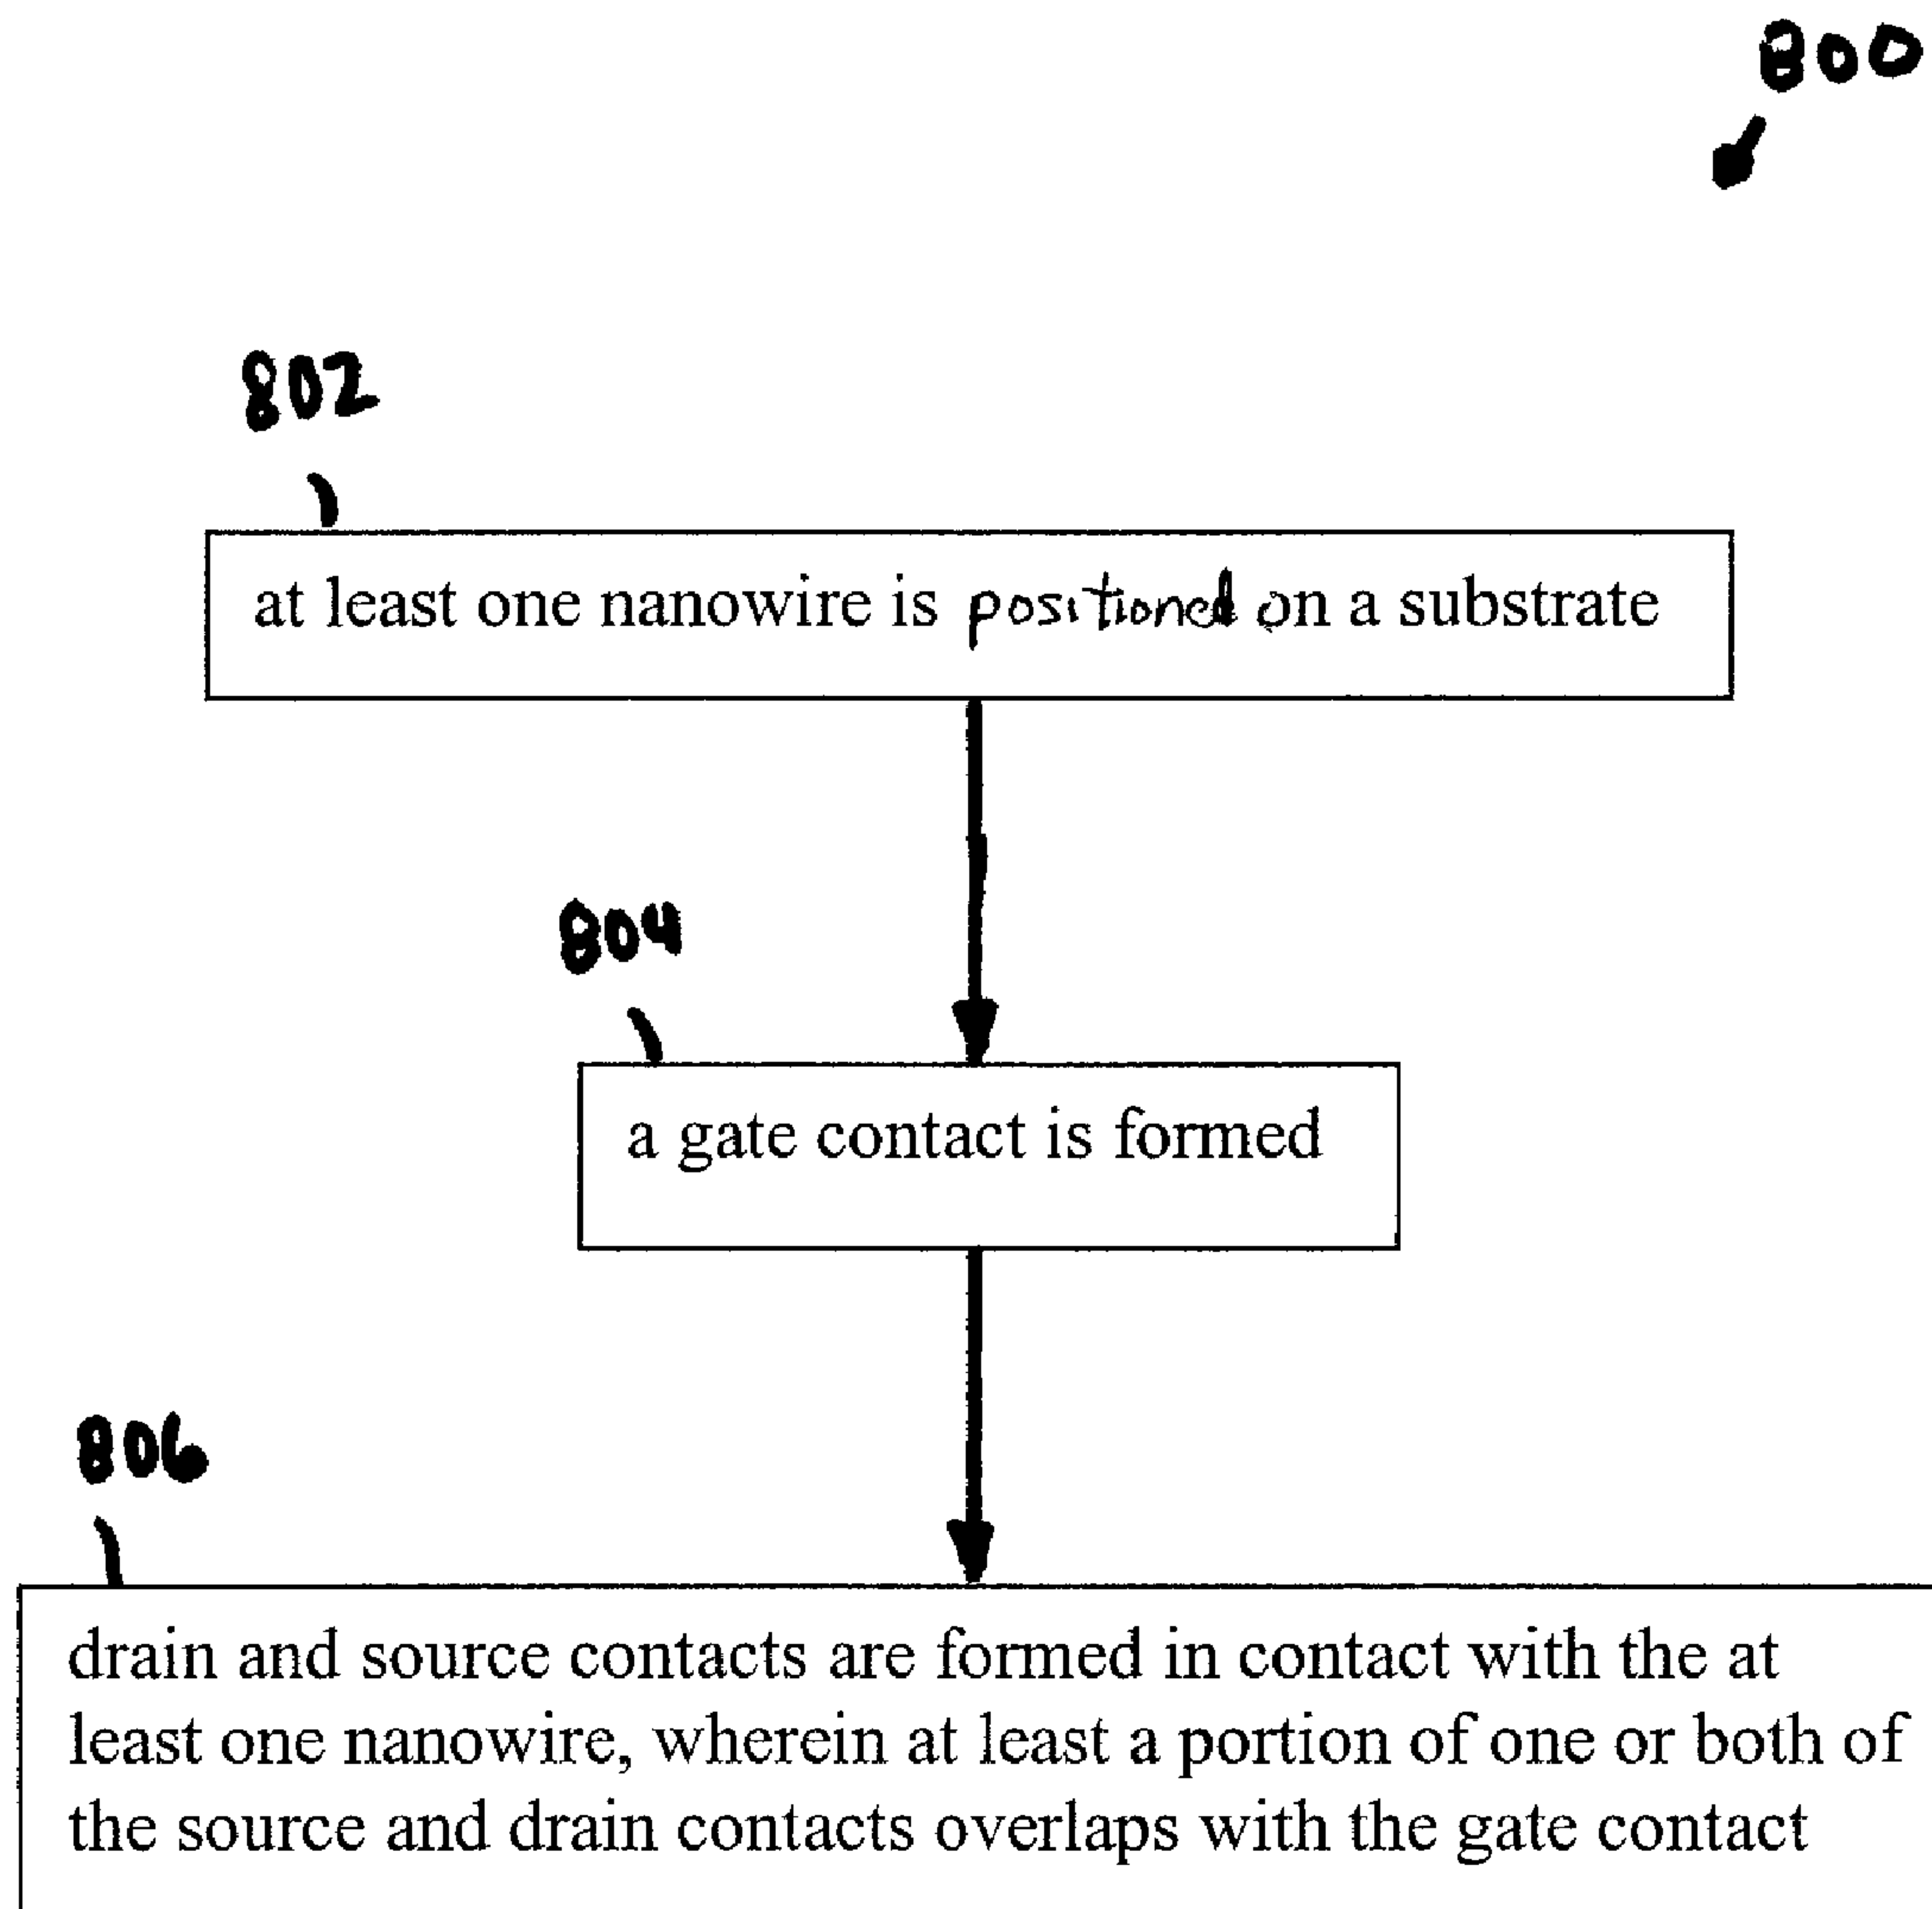 800
802
at least one nanowire is positioned on a substrate
804
a gate contact is formed
806
drain and source contacts are formed in contact with the at
least one nanowire, wherein at least a portion of one or both of
the source and drain contacts overlaps with the gate contact